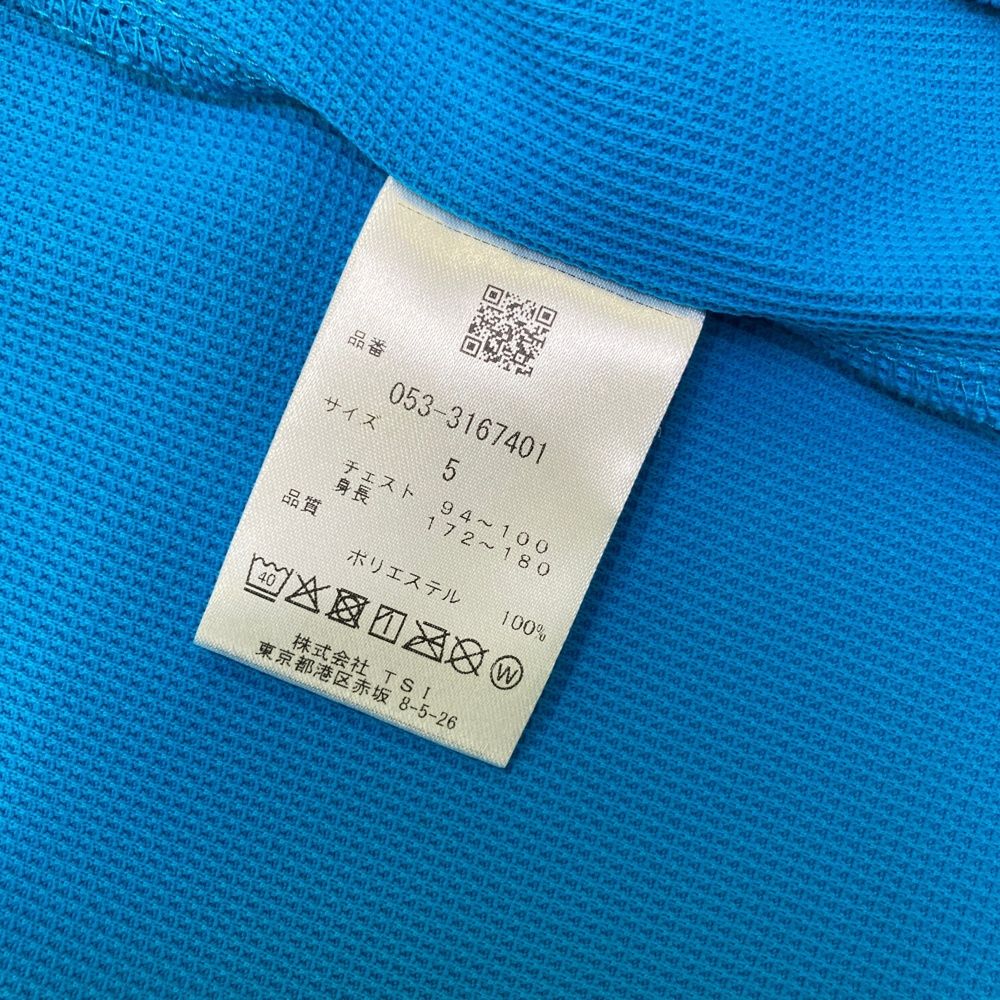 品番
053-3167401
サイズ
5
チェスト 94~100
身長 172~180
品質
ポリエステル 100%
40
W
株式会社 TSI
東京都港区赤坂 8-5-26